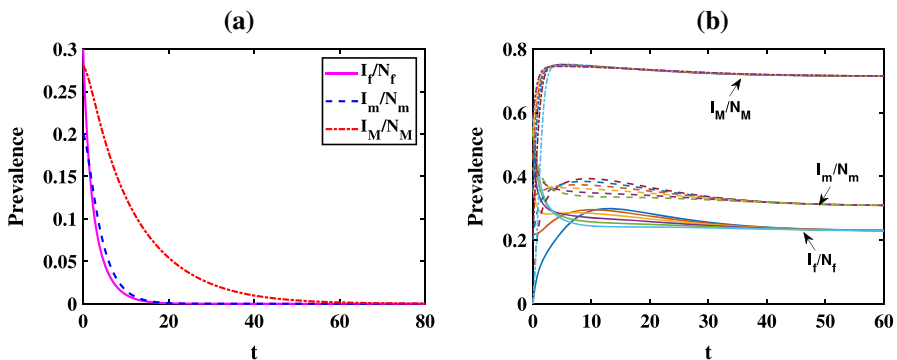 (a)
Prevalence
0.3
0.25
0.2
0.15
0.1
0.05
0
0 20 40 60 80
t
I_f/N_f
I_m/N_m
I_M/N_M
(b)
Prevalence
0.8
0.6
0.4
0.2
0
0 10 20 30 40 50 60
t
I_M/N_M
I_m/N_m
I_f/N_f